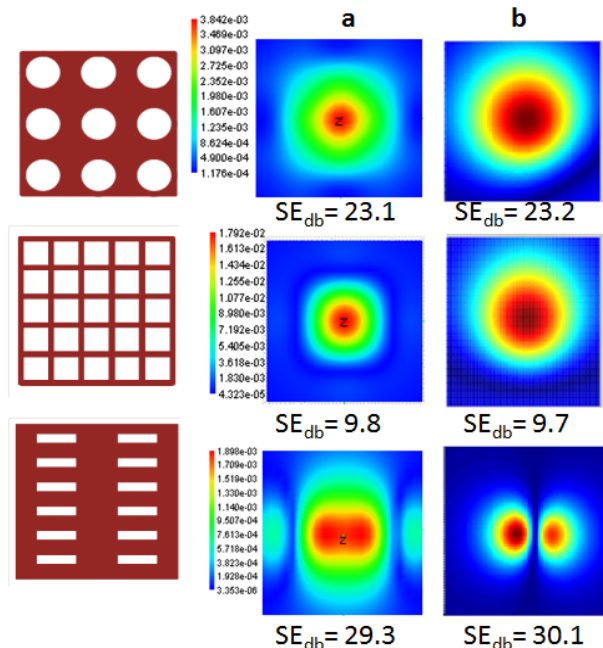 a
b
3.842e-03
3.469e-03
3.097e-03
2.725e-03
2.352e-03
1.980e-03
1.607e-03
1.235e-03
8.624e-04
4.900e-04
1.176e-04
z
SEdb= 23.1
SEdb= 23.2
1.792e-02
1.613e-02
1.434e-02
1.255e-02
1.077e-02
8.980e-03
7.192e-03
5.405e-03
3.618e-03
1.830e-03
4.323e-05
z
SEdb= 9.8
SEdb= 9.7
1.898e-03
1.709e-03
1.519e-03
1.330e-03
1.140e-03
9.507e-04
7.613e-04
5.718e-04
3.823e-04
1.928e-04
3.353e-06
z
SEdb= 29.3
SEdb= 30.1